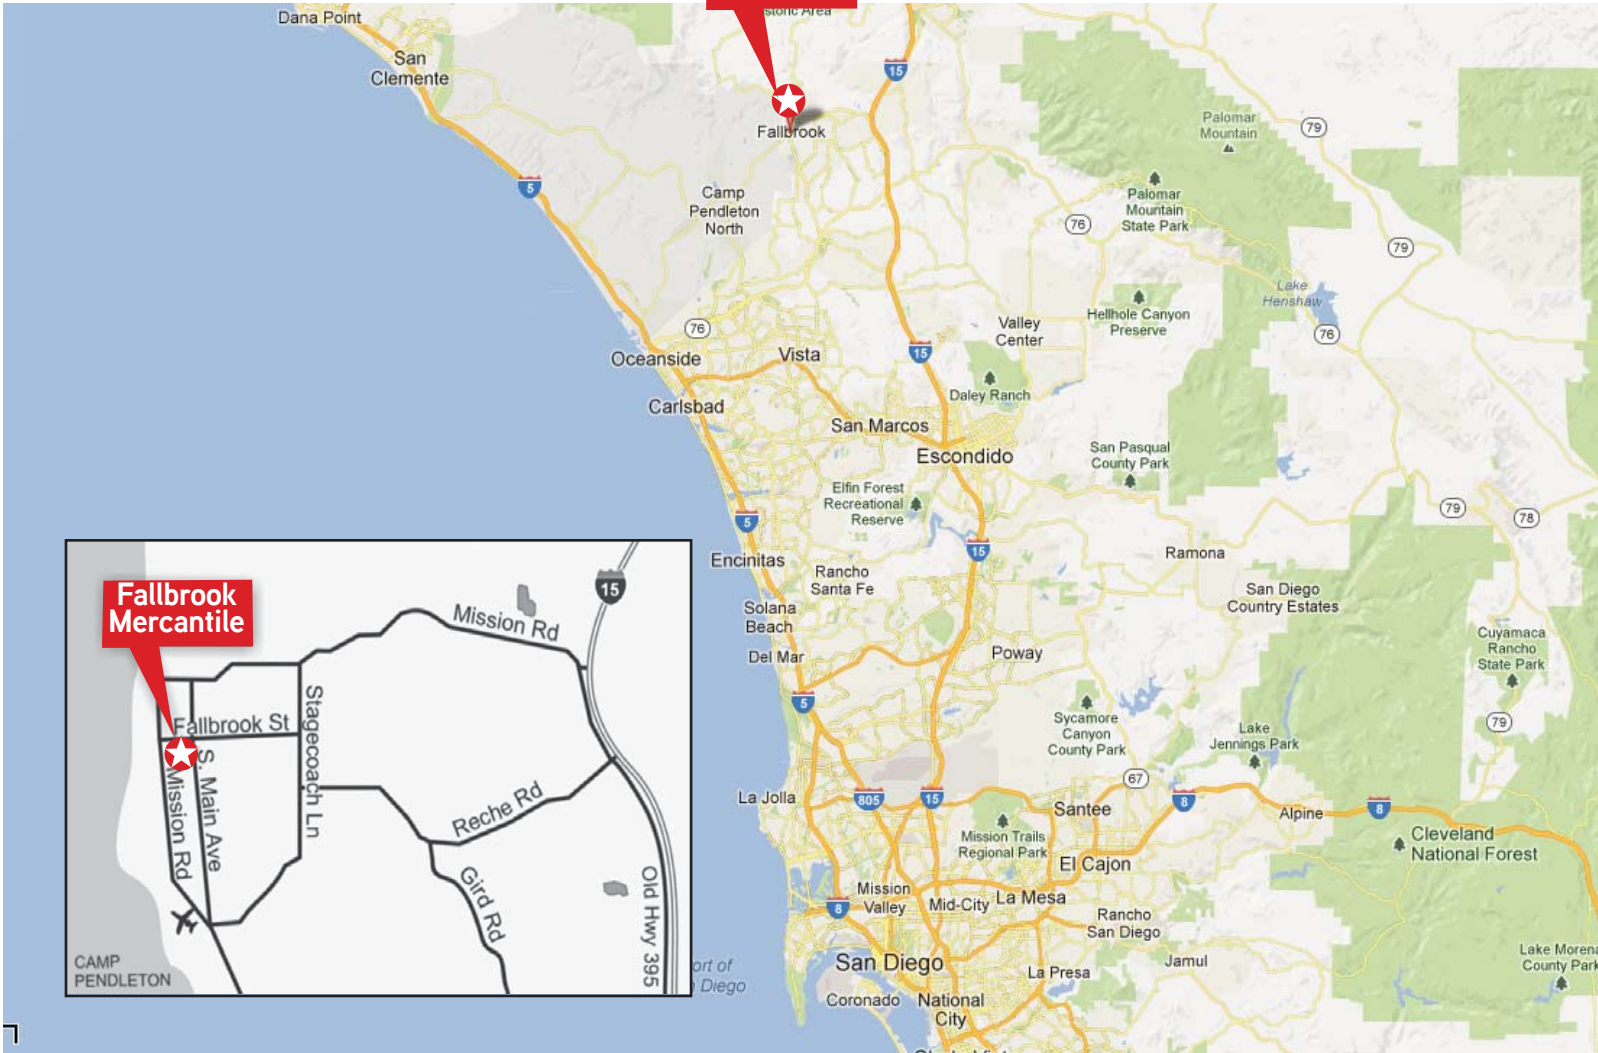 storic Area
Dana Point
San
Clemente
15
Fallbrook
Palomar
Mountain
79
5
Camp
Pendleton
North
Palomar
Mountain
State Park
76
79
Lake
Henshaw
Hellhole Canyon
Preserve
Valley
Center
76
76
Oceanside
Vista
15
Daley Ranch
Carlsbad
San Marcos
Escondido
San Pasqual
County Park
Elfin Forest
Recreational
Reserve
79
78
5
15
Encinitas
Rancho
Santa Fe
Ramona
San Diego
Country Estates
Solana
Beach
Del Mar
Poway
Cuyamaca
Rancho
State Park
5
Sycamore
Canyon
County Park
Lake
Jennings Park
79
67
La Jolla
805
15
Santee
8
Alpine
8
Mission Trails
Regional Park
Cleveland
National Forest
El Cajon
Mission
Valley
Mid-City
La Mesa
8
Rancho
San Diego
San Diego
La Presa
Jamul
Lake Morena
County Park
ort of
Diego
Coronado
National
City
Fallbrook
Mercantile
15
Mission Rd
Fallbrook St
Stagecoach Ln
S. Main Ave
Mission Rd
Reche Rd
Gird Rd
Old Hwy 395
CAMP
PENDLETON